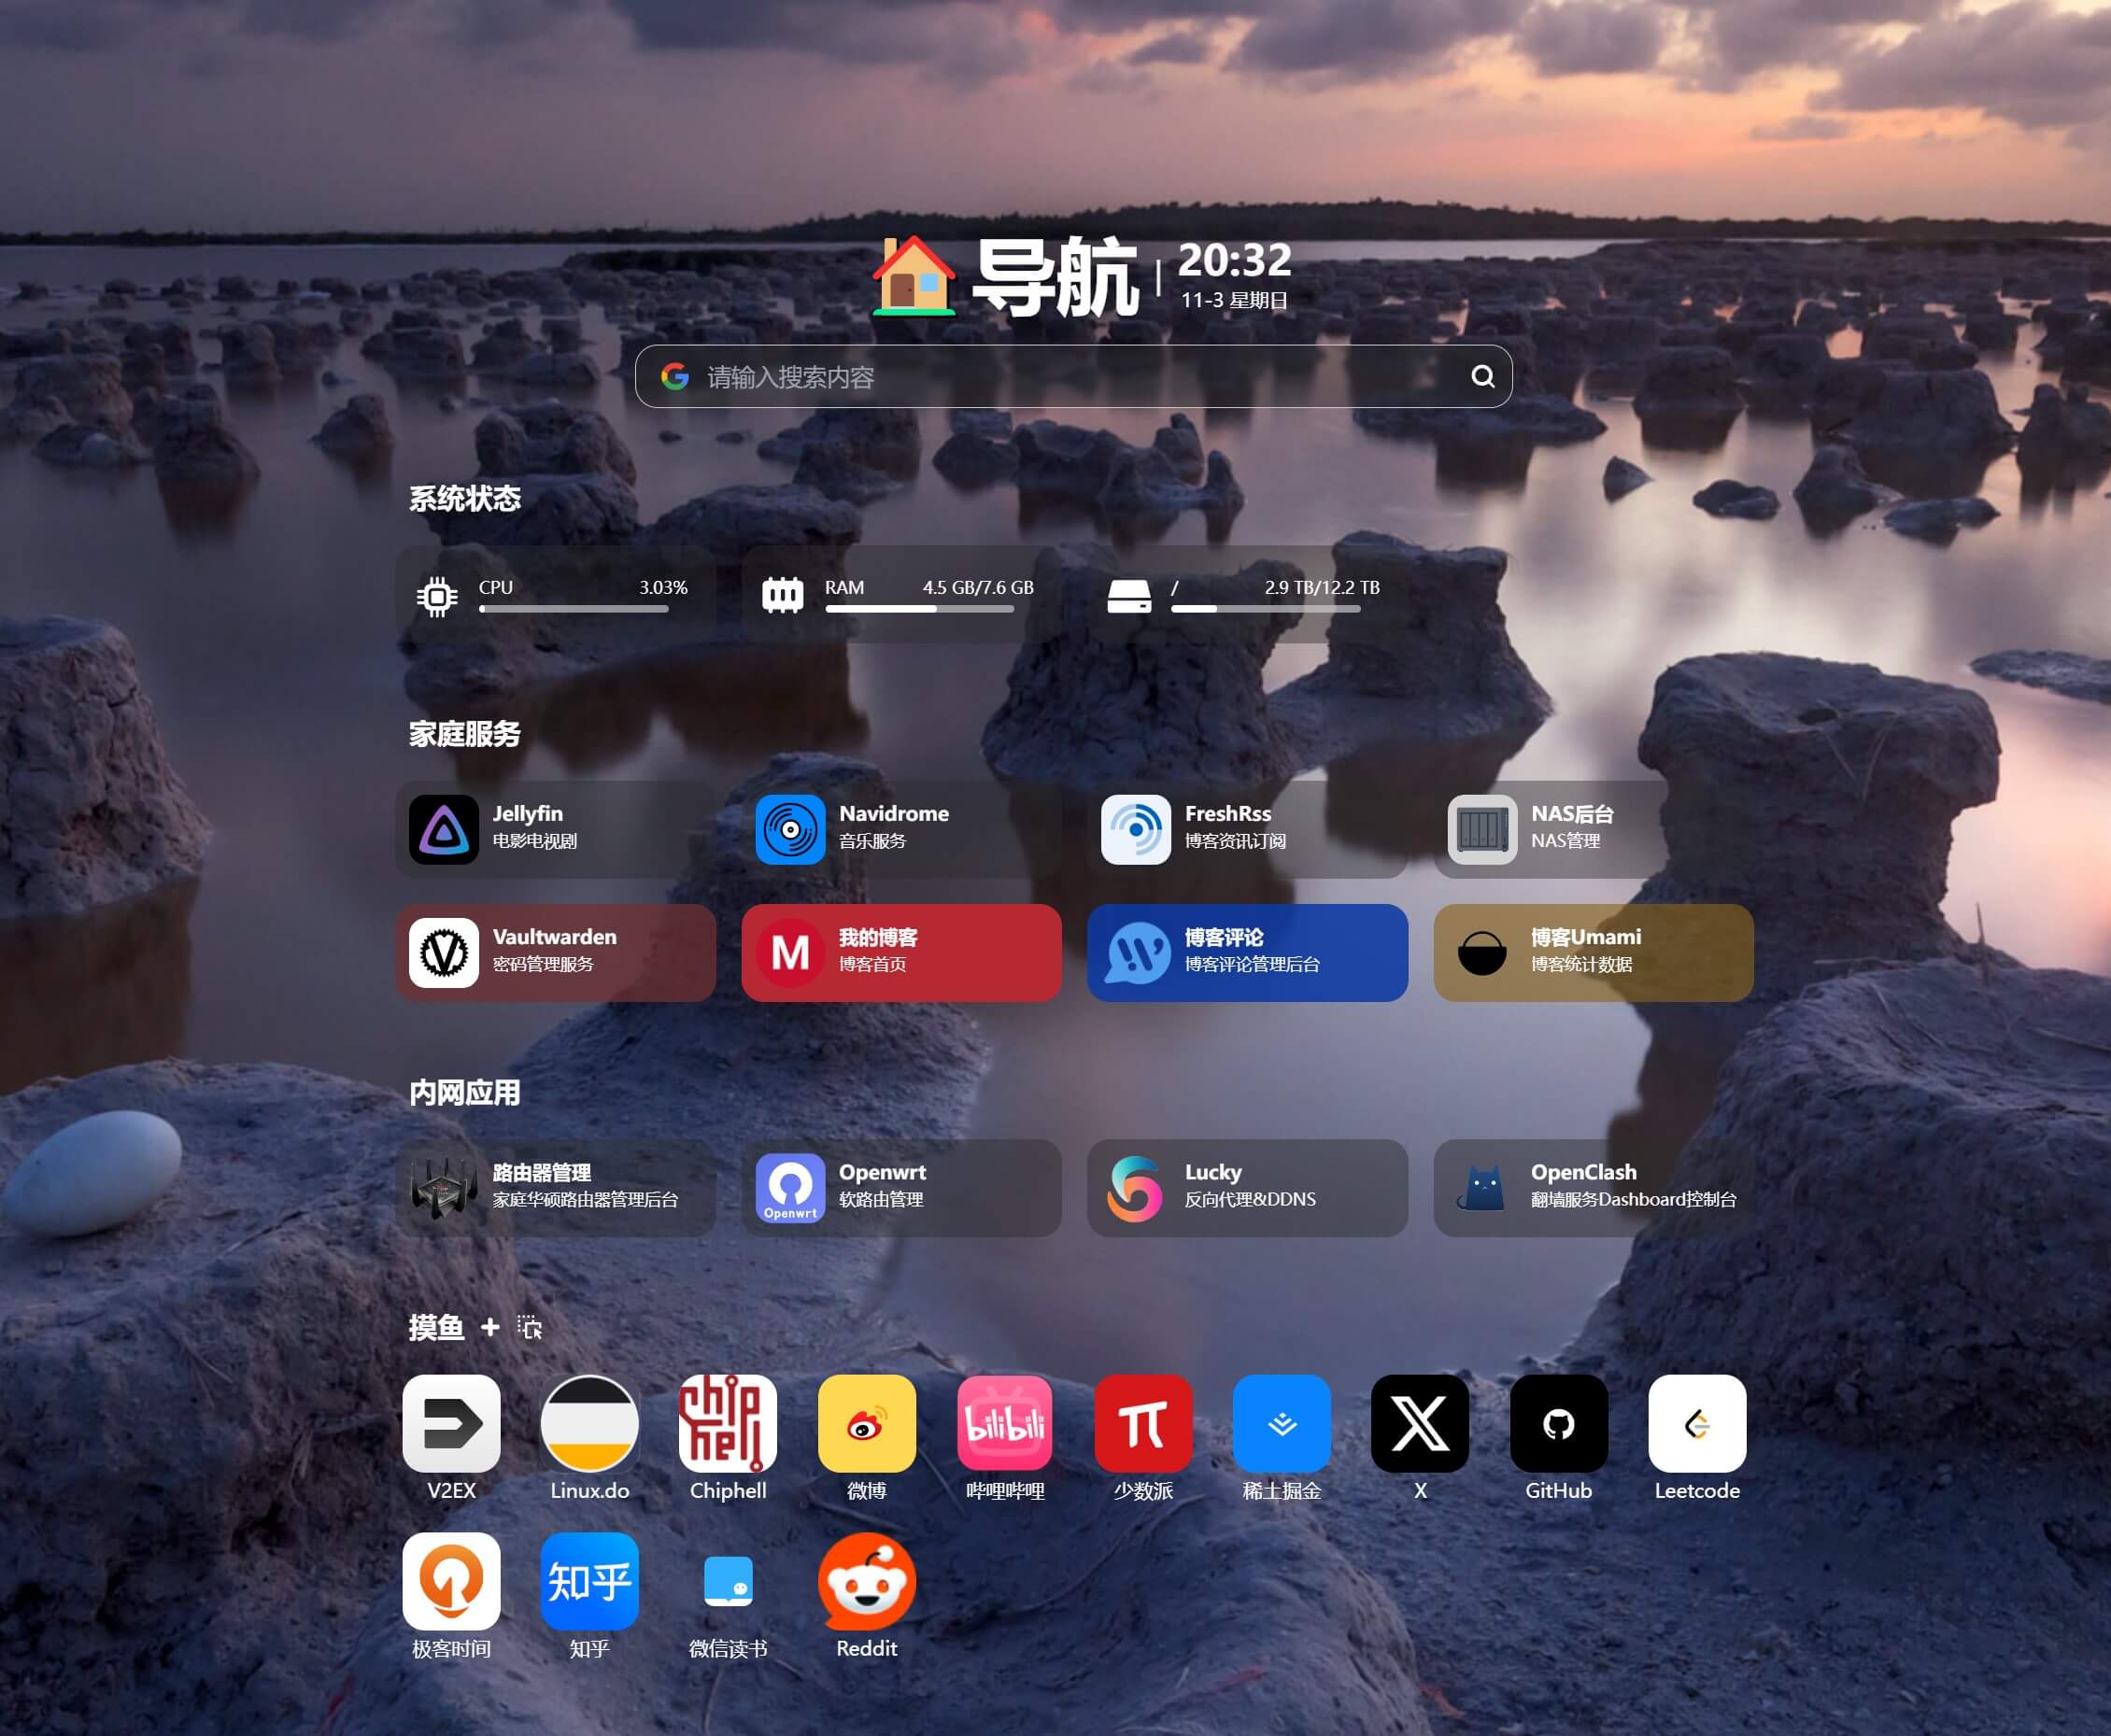 导航
20:32
11-3 星期日
请输入搜索内容
系统状态
CPU 3.03%
RAM 4.5 GB/7.6 GB
/ 2.9 TB/12.2 TB
家庭服务
Jellyfin
电影电视剧
Navidrome
音乐服务
FreshRss
博客资讯订阅
NAS后台
NAS管理
Vaultwarden
密码管理服务
M
我的博客
博客首页
博客评论
博客评论管理后台
博客Umami
博客统计数据
内网应用
路由器管理
家庭华硕路由器管理后台
Openwrt
Openwrt
软路由管理
Lucky
反向代理&DDNS
OpenClash
翻墙服务Dashboard控制台
摸鱼
chip
hell
bilibili
V2EX
Linux.do
Chiphell
微博
哔哩哔哩
少数派
稀土掘金
X
GitHub
Leetcode
知乎
极客时间
知乎
微信读书
Reddit